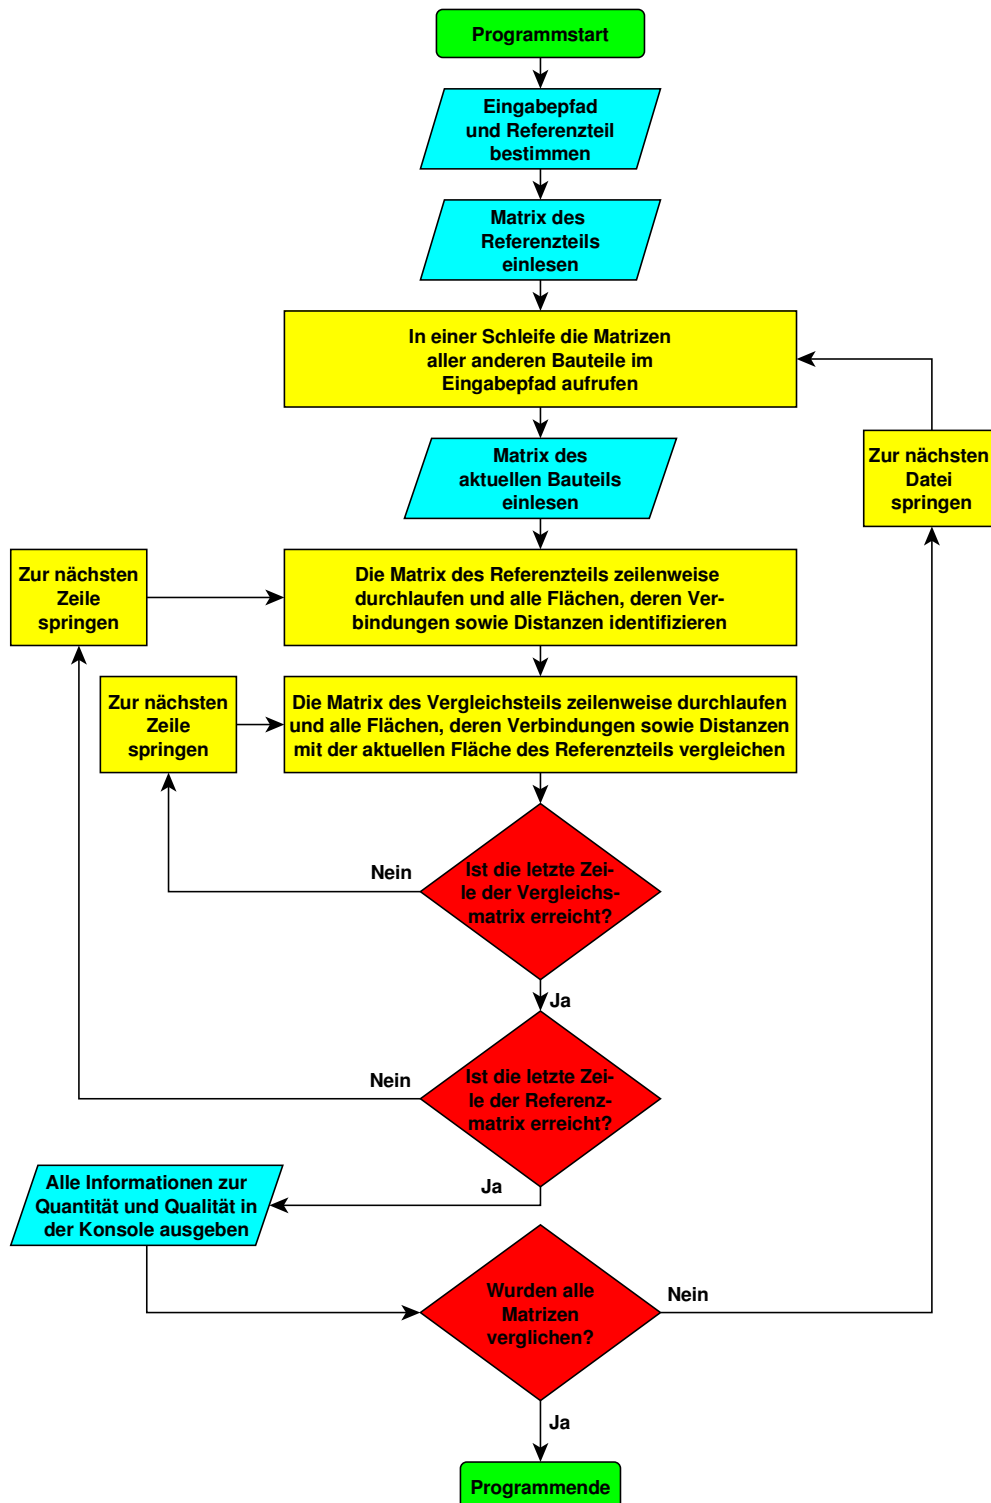 Programmstart
Eingabepfad
und Referenzteil
bestimmen
Matrix des
Referenzteils
einlesen
In einer Schleife die Matrizen
aller anderen Bauteile im
Eingabepfad aufrufen
Matrix des
aktuellen Bauteils
einlesen
Zur nächsten
Datei
springen
Zur nächsten
Zeile
springen
Die Matrix des Referenzteils zeilenweise
durchlaufen und alle Flächen, deren Ver-
bindungen sowie Distanzen identifizieren
Zur nächsten
Zeile
springen
Die Matrix des Vergleichsteils zeilenweise durchlaufen
und alle Flächen, deren Verbindungen sowie Distanzen
mit der aktuellen Fläche des Referenzteils vergleichen
Nein
Ist die letzte Zei-
le der Vergleichs-
matrix erreicht?
Ja
Nein
Ist die letzte Zei-
le der Referenz-
matrix erreicht?
Ja
Alle Informationen zur
Quantität und Qualität in
der Konsole ausgeben
Wurden alle
Matrizen
verglichen?
Nein
Ja
Programmende